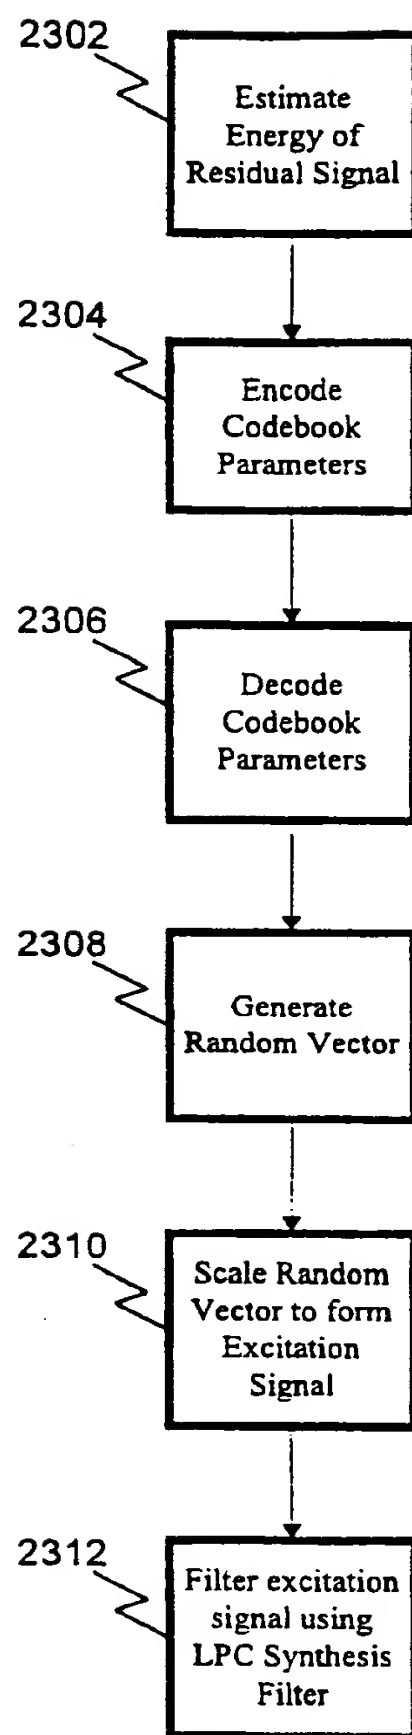 2302
Estimate
Energy of
Residual Signal
2304
Encode
Codebook
Parameters
2306
Decode
Codebook
Parameters
2308
Generate
Random Vector
2310
Scale Random
Vector to form
Excitation
Signal
2312
Filter excitation
signal using
LPC Synthesis
Filter